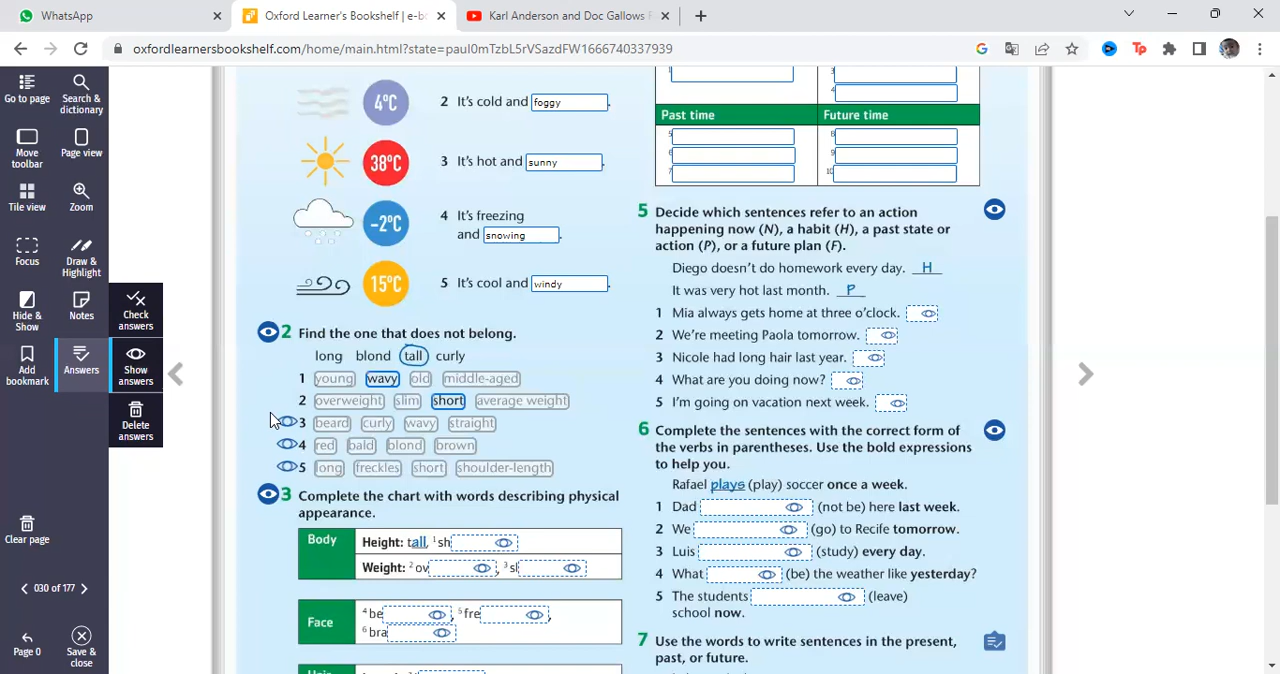 WhatsApp
Oxford Learner's Bookshelf | e-bo
Karl Anderson and Doc Gallows F
oxfordlearnersbookshelf.com/home/main.html?state=paul0mTzbL5rVSazdFW1666740337939
Go to page
Search & dictionary
Move toolbar
Page view
Tile view
Zoom
Focus
Draw & Highlight
Hide & Show
Notes
Check answers
Add bookmark
Answers
Show answers
Delete answers
Clear page
030 of 177
Page 0
Save & close
4°C
2 It's cold and foggy.
38°C
3 It's hot and sunny.
-2°C
4 It's freezing
and snowing.
15°C
5 It's cool and windy.
2 Find the one that does not belong.
long blond tall curly
1 young wavy old middle-aged
2 overweight slim short average weight
3 beard curly wavy straight
4 red bald blond brown
5 long freckles short shoulder-length
3 Complete the chart with words describing physical
appearance.
Body
Height: tall, 1sh
Weight: 2ov , 3sl
Face
4be , 5fre ,
6bra
1
3
4
Past time Future time
5 8
6 9
7 10
5 Decide which sentences refer to an action
happening now (N), a habit (H), a past state or
action (P), or a future plan (F).
Diego doesn't do homework every day. H
It was very hot last month. P
1 Mia always gets home at three o'clock.
2 We're meeting Paola tomorrow.
3 Nicole had long hair last year.
4 What are you doing now?
5 I'm going on vacation next week.
6 Complete the sentences with the correct form of
the verbs in parentheses. Use the bold expressions
to help you.
Rafael plays (play) soccer once a week.
1 Dad (not be) here last week.
2 We (go) to Recife tomorrow.
3 Luis (study) every day.
4 What (be) the weather like yesterday?
5 The students (leave)
school now.
7 Use the words to write sentences in the present,
past, or future.